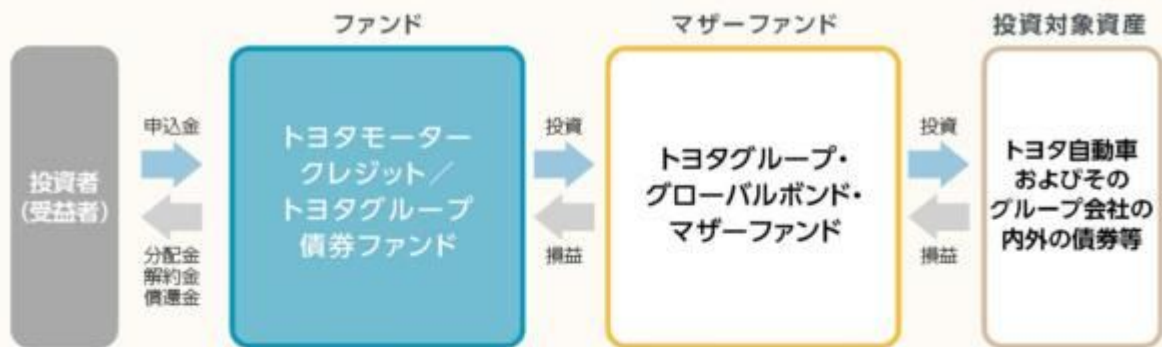 ファンド
マザーファンド
投資対象資産
投資者
(受益者)
申込金
分配金
解約金
償還金
トヨタモーター
クレジット／
トヨタグループ
債券ファンド
投資
損益
トヨタグループ・
グローバルボンド・
マザーファンド
投資
損益
トヨタ自動車
およびその
グループ会社の
内外の債券等